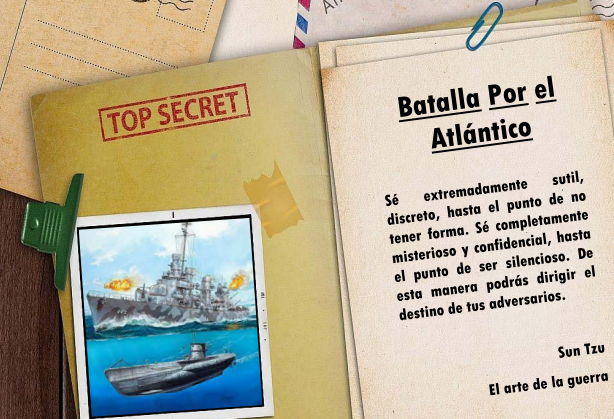 TOP SECRET
Batalla Por el
Atlántico
Sé extremadamente sutil,
discreto, hasta el punto de no
tener forma. Sé completamente
misterioso y confidencial, hasta
el punto de ser silencioso. De
esta manera podrás dirigir el
destino de tus adversarios.
Sun Tzu
El arte de la guerra